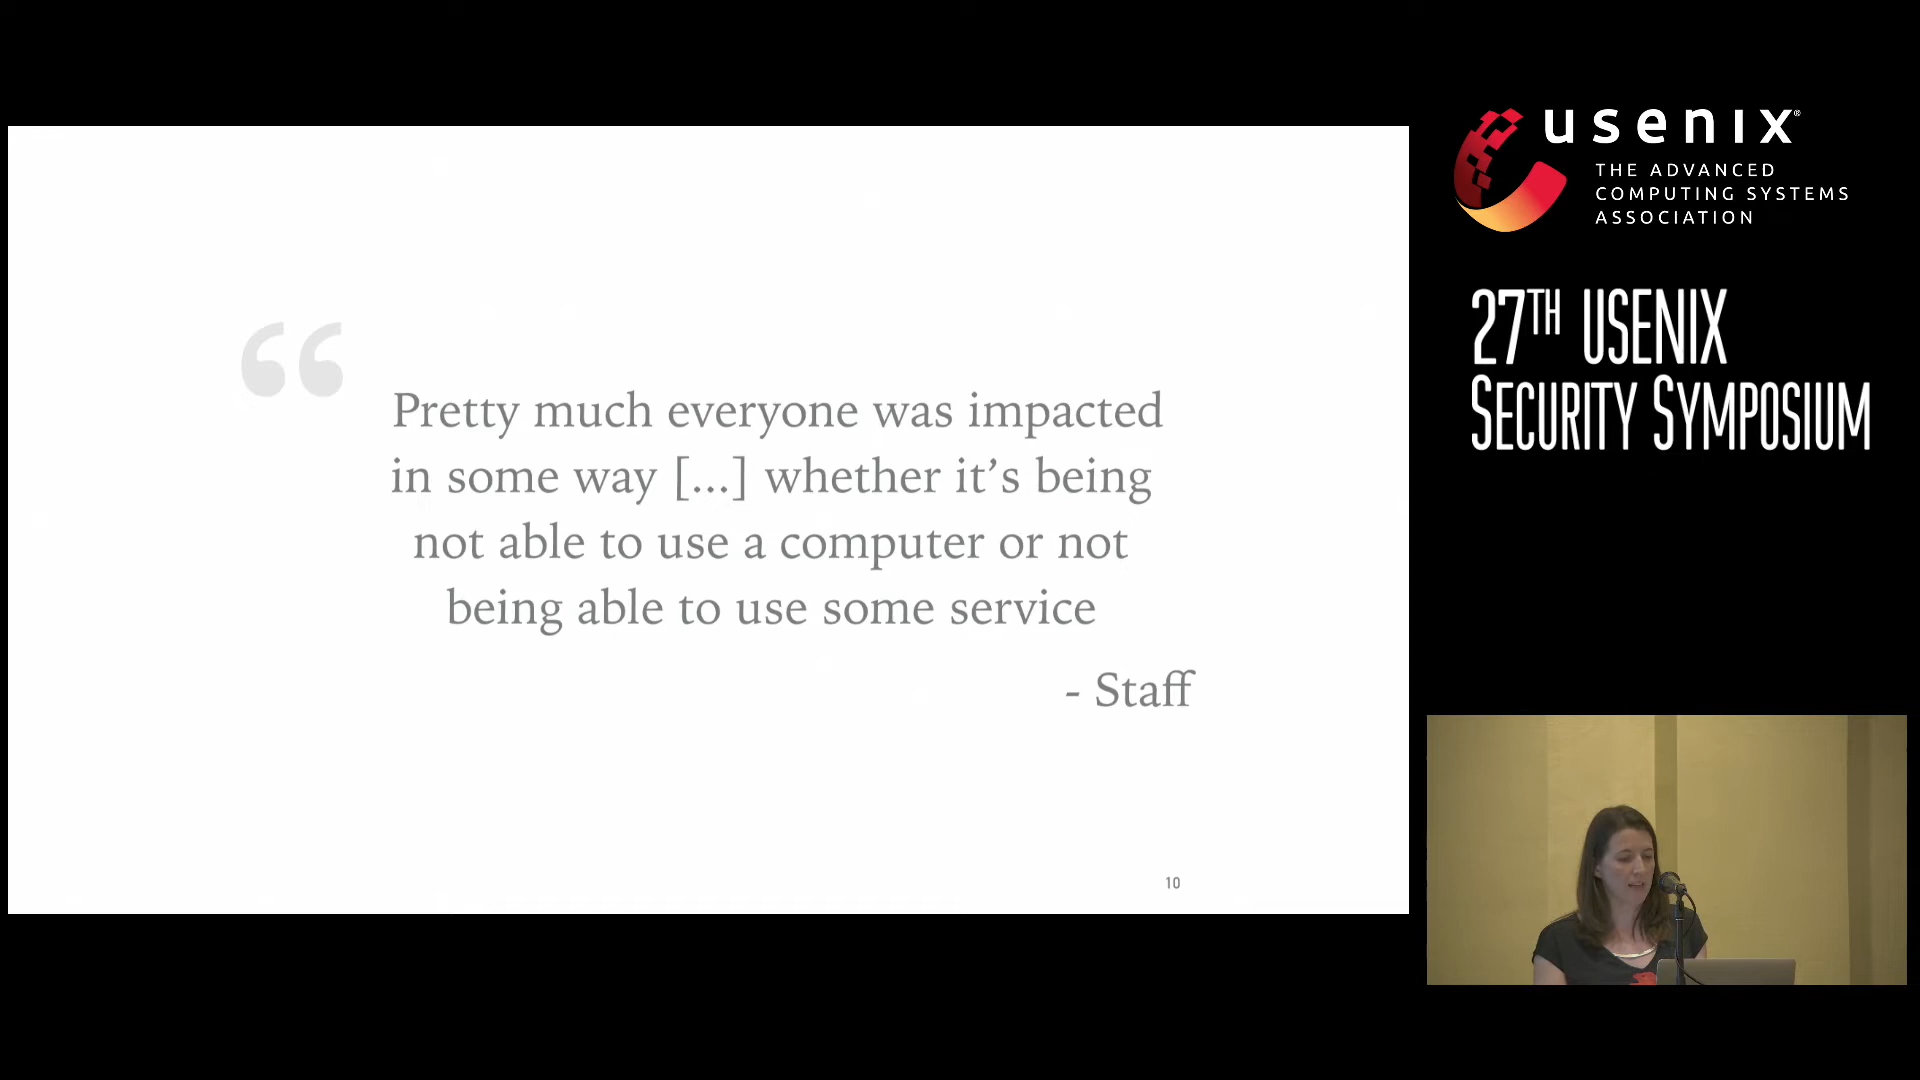 “
Pretty much everyone was impacted
in some way [...] whether it’s being
not able to use a computer or not
being able to use some service
- Staff
10
usenix®
THE ADVANCED
COMPUTING SYSTEMS
ASSOCIATION
27TH USENIX
SECURITY SYMPOSIUM